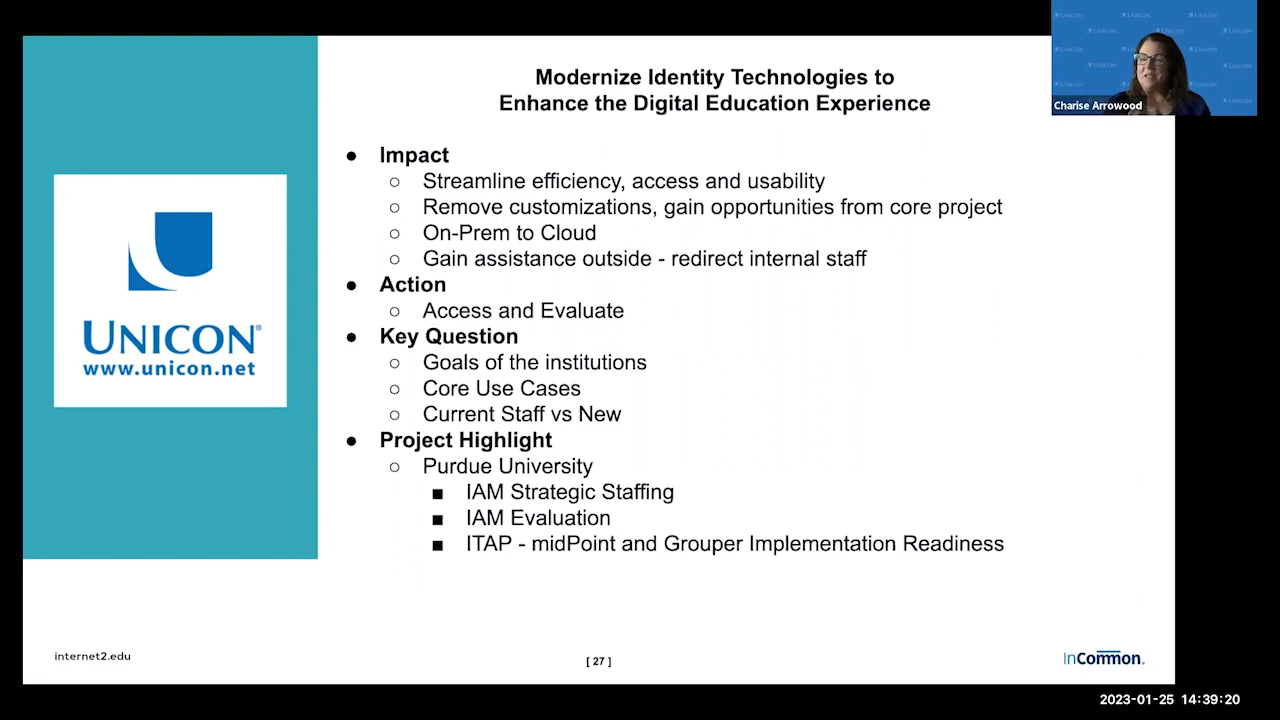 Modernize Identity Technologies to
Enhance the Digital Education Experience
Charise Arrowood
UNICON®
www.unicon.net
● Impact
○ Streamline efficiency, access and usability
○ Remove customizations, gain opportunities from core project
○ On-Prem to Cloud
○ Gain assistance outside - redirect internal staff
● Action
○ Access and Evaluate
● Key Question
○ Goals of the institutions
○ Core Use Cases
○ Current Staff vs New
● Project Highlight
○ Purdue University
■ IAM Strategic Staffing
■ IAM Evaluation
■ ITAP - midPoint and Grouper Implementation Readiness
internet2.edu
[ 27 ]
InCommon.
2023-01-25 14:39:20